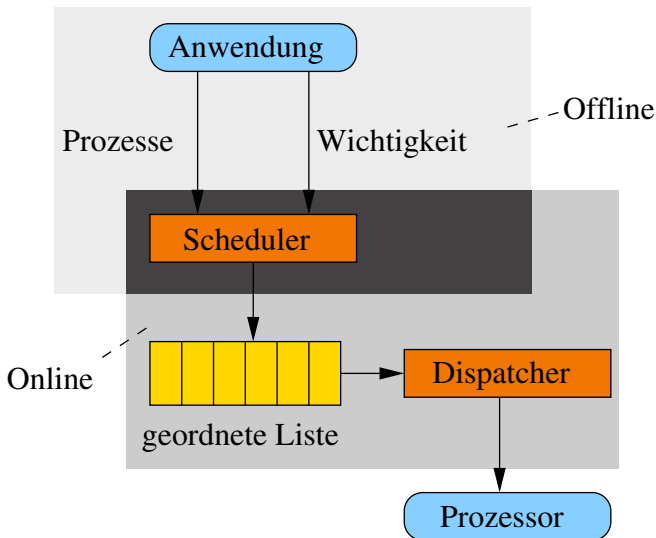 Anwendung
Offline
Prozesse
Wichtigkeit
Scheduler
Online
Dispatcher
geordnete Liste
Prozessor